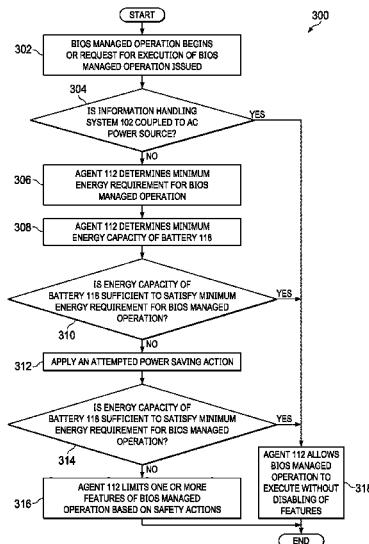 START
300
302
BIOS MANAGED OPERATION BEGINS
OR REQUEST FOR EXECUTION OF BIOS
MANAGED OPERATION ISSUED
304
IS INFORMATION HANDLING
SYSTEM 102 COUPLED TO AC
POWER SOURCE?
YES
NO
306
AGENT 112 DETERMINES MINIMUM
ENERGY REQUIREMENT FOR BIOS
MANAGED OPERATION
308
AGENT 112 DETERMINES MINIMUM
ENERGY CAPACITY OF BATTERY 118
IS ENERGY CAPACITY OF
BATTERY 118 SUFFICIENT TO SATISFY MINIMUM
ENERGY REQUIREMENT FOR BIOS MANAGED
OPERATION?
YES
310
NO
312
APPLY AN ATTEMPTED POWER SAVING ACTION
IS ENERGY CAPACITY OF
BATTERY 118 SUFFICIENT TO SATISFY MINIMUM
ENERGY REQUIREMENT FOR BIOS MANAGED
OPERATION?
YES
314
NO
316
AGENT 112 LIMITS ONE OR MORE
FEATURES OF BIOS MANAGED
OPERATION BASED ON SAFETY ACTIONS
AGENT 112 ALLOWS
BIOS MANAGED
OPERATION TO
EXECUTE WITHOUT
DISABLING OF
FEATURES
318
END